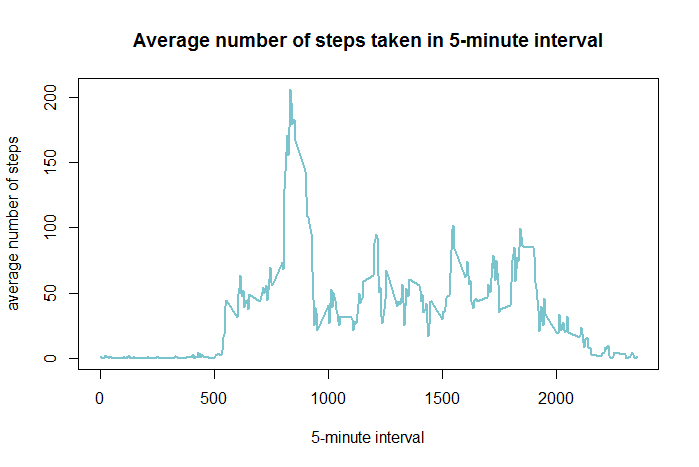 Average number of steps taken in 5-minute interval
average number of steps
200
150
100
50
0
0 500 1000 1500 2000
5-minute interval